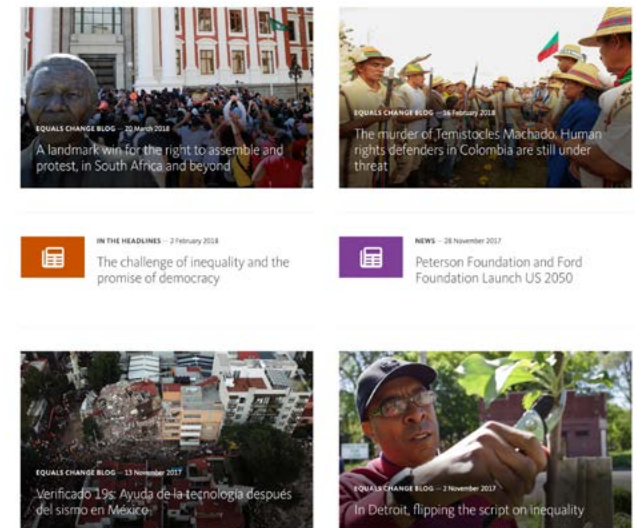 EQUALS CHANGE BLOG — 20 March 2018
A landmark win for the right to assemble and
protest, in South Africa and beyond
EQUALS CHANGE BLOG — 16 February 2018
The murder of Temístocles Machado: Human
rights defenders in Colombia are still under
threat
IN THE HEADLINES — 2 February 2018
The challenge of inequality and the
promise of democracy
NEWS — 28 November 2017
Peterson Foundation and Ford
Foundation Launch US 2050
EQUALS CHANGE BLOG — 13 November 2017
Verificado 19s: Ayuda de la tecnología después
del sismo en México
EQUALS CHANGE BLOG — 2 November 2017
In Detroit, flipping the script on inequality